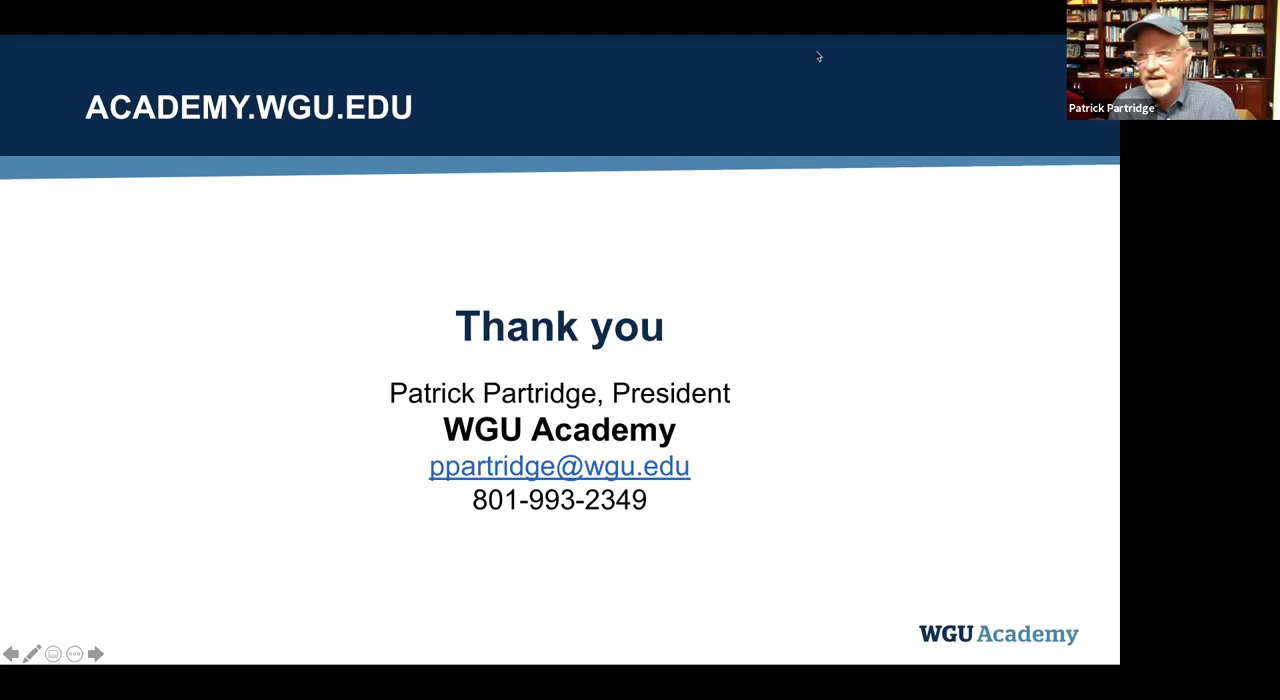 ACADEMY.WGU.EDU
Patrick Partridge
Thank you
Patrick Partridge, President
WGU Academy
ppartridge@wgu.edu
801-993-2349
WGU Academy